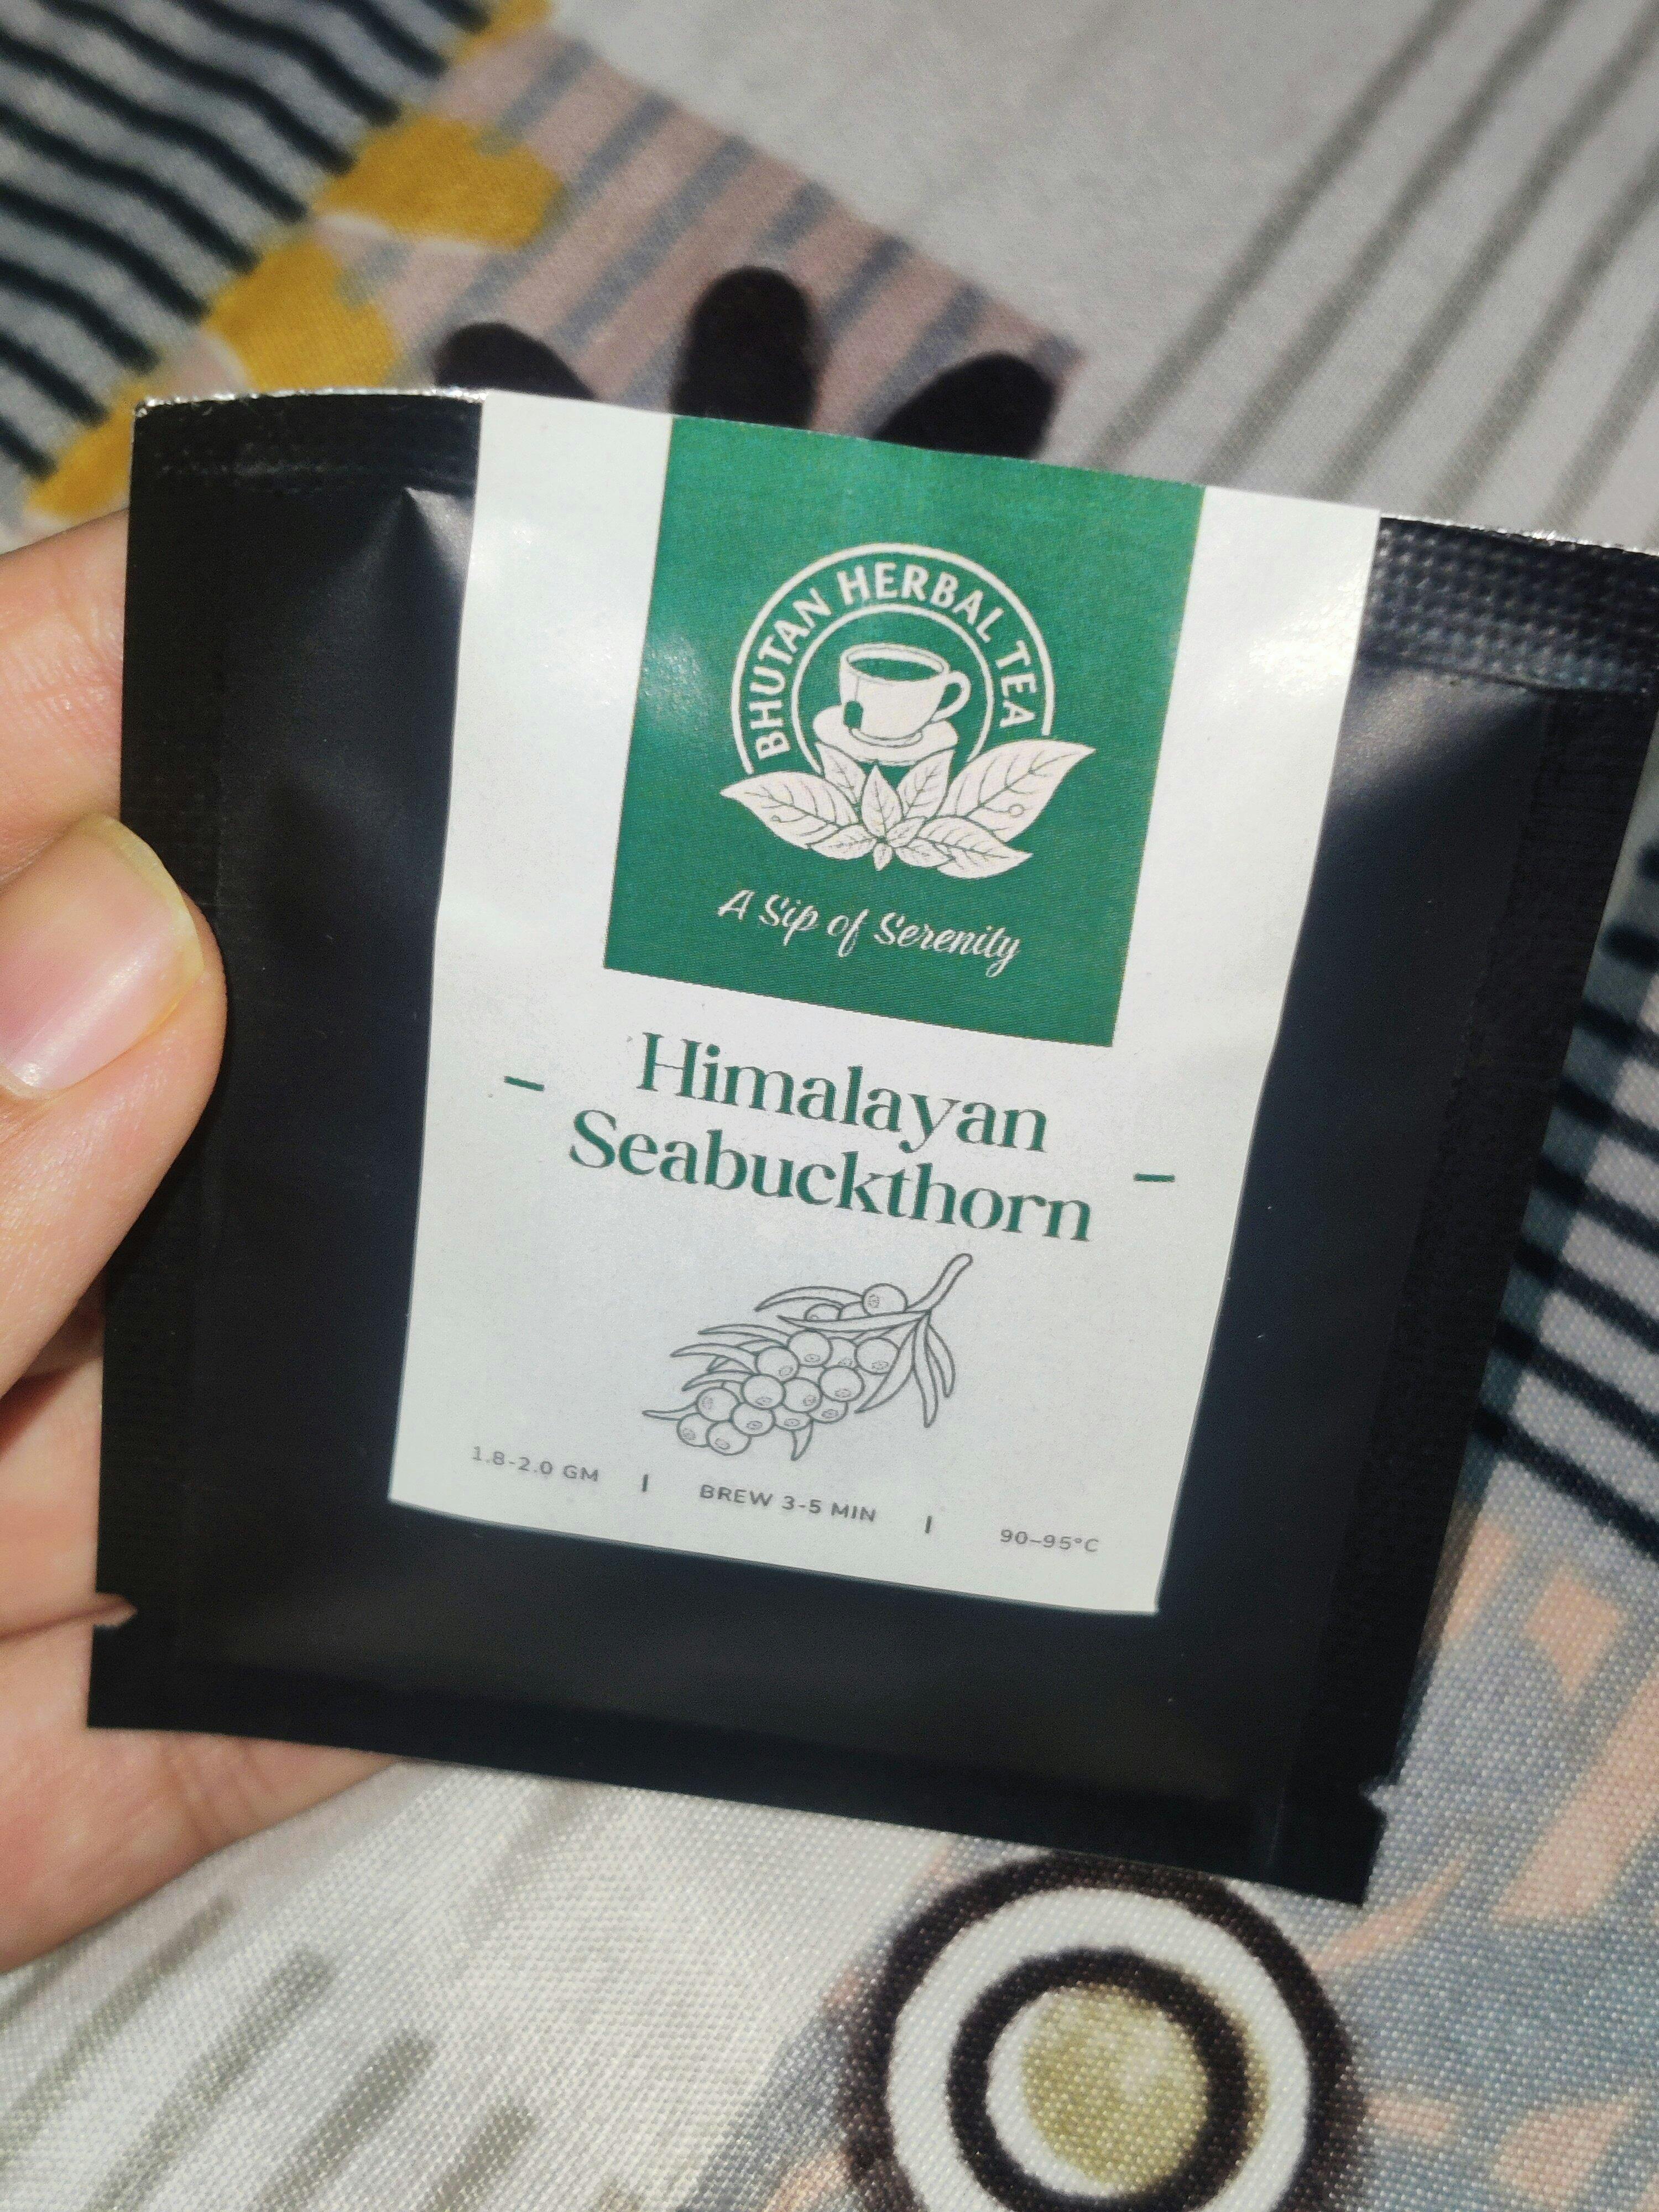 BHUTAN HERBAL TEA
A Sip of Serenity
Himalayan
- Seabuckthorn -
1.8-2.0 GM | BREW 3-5 MIN | 90–95°C